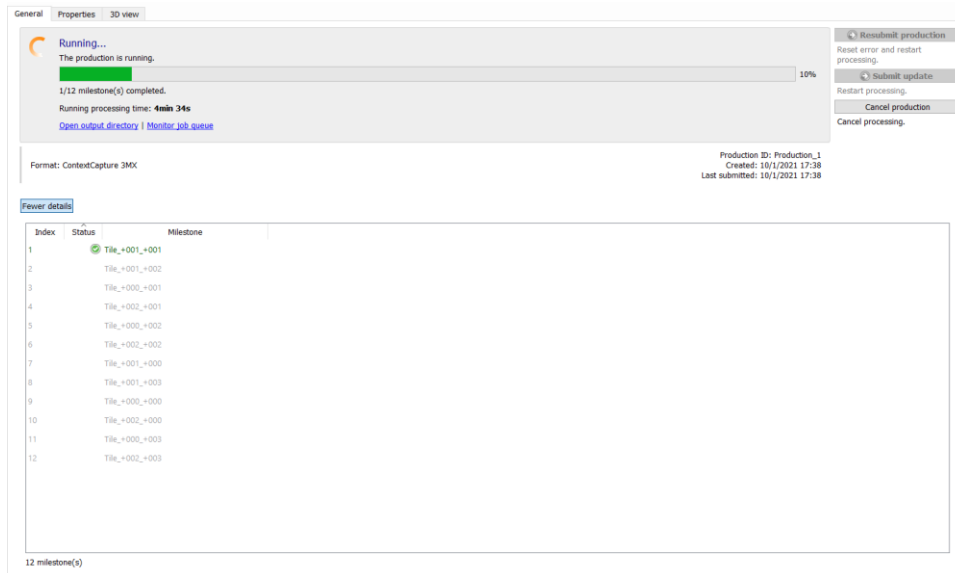 General Properties 3D view
Running...
The production is running.
10%
1/12 milestone(s) completed.
Running processing time: 4min 34s
Open output directory | Monitor job queue
Resubmit production
Reset error and restart
processing.
Submit update
Restart processing.
Cancel production
Cancel processing.
Format: ContextCapture 3MX
Production ID: Production_1
Created: 10/1/2021 17:38
Last submitted: 10/1/2021 17:38
Fewer details
Index Status Milestone
1 Tile_+001_+001
2 Tile_+001_+002
3 Tile_+000_+001
4 Tile_+002_+001
5 Tile_+000_+002
6 Tile_+002_+002
7 Tile_+001_+000
8 Tile_+001_+003
9 Tile_+000_+000
10 Tile_+002_+000
11 Tile_+000_+003
12 Tile_+002_+003
12 milestone(s)